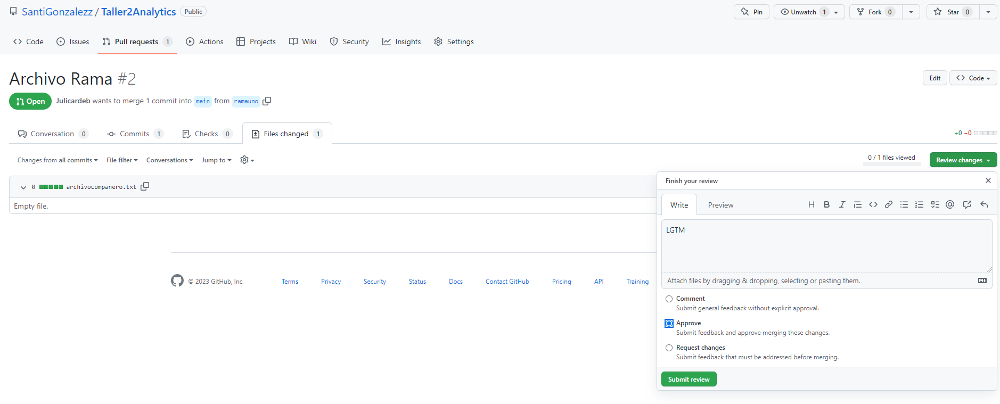 SantiGonzalezz / Taller2Analytics Public
Pin Unwatch 1 Fork 0 Star 0
Code Issues Pull requests 1 Actions Projects Wiki Security Insights Settings
Archivo Rama #2
Edit Code
Open Julicardeb wants to merge 1 commit into main from ramauno
Conversation 0 Commits 1 Checks 0 Files changed 1
+0 −0
Changes from all commits File filter Conversations Jump to
0 / 1 files viewed Review changes
0 archivocompanero.txt
Empty file.
Finish your review
Write Preview
LGTM
Attach files by dragging & dropping, selecting or pasting them.
Comment
Submit general feedback without explicit approval.
Approve
Submit feedback and approve merging these changes.
Request changes
Submit feedback that must be addressed before merging.
Submit review
© 2023 GitHub, Inc. Terms Privacy Security Status Docs Contact GitHub Pricing API Training